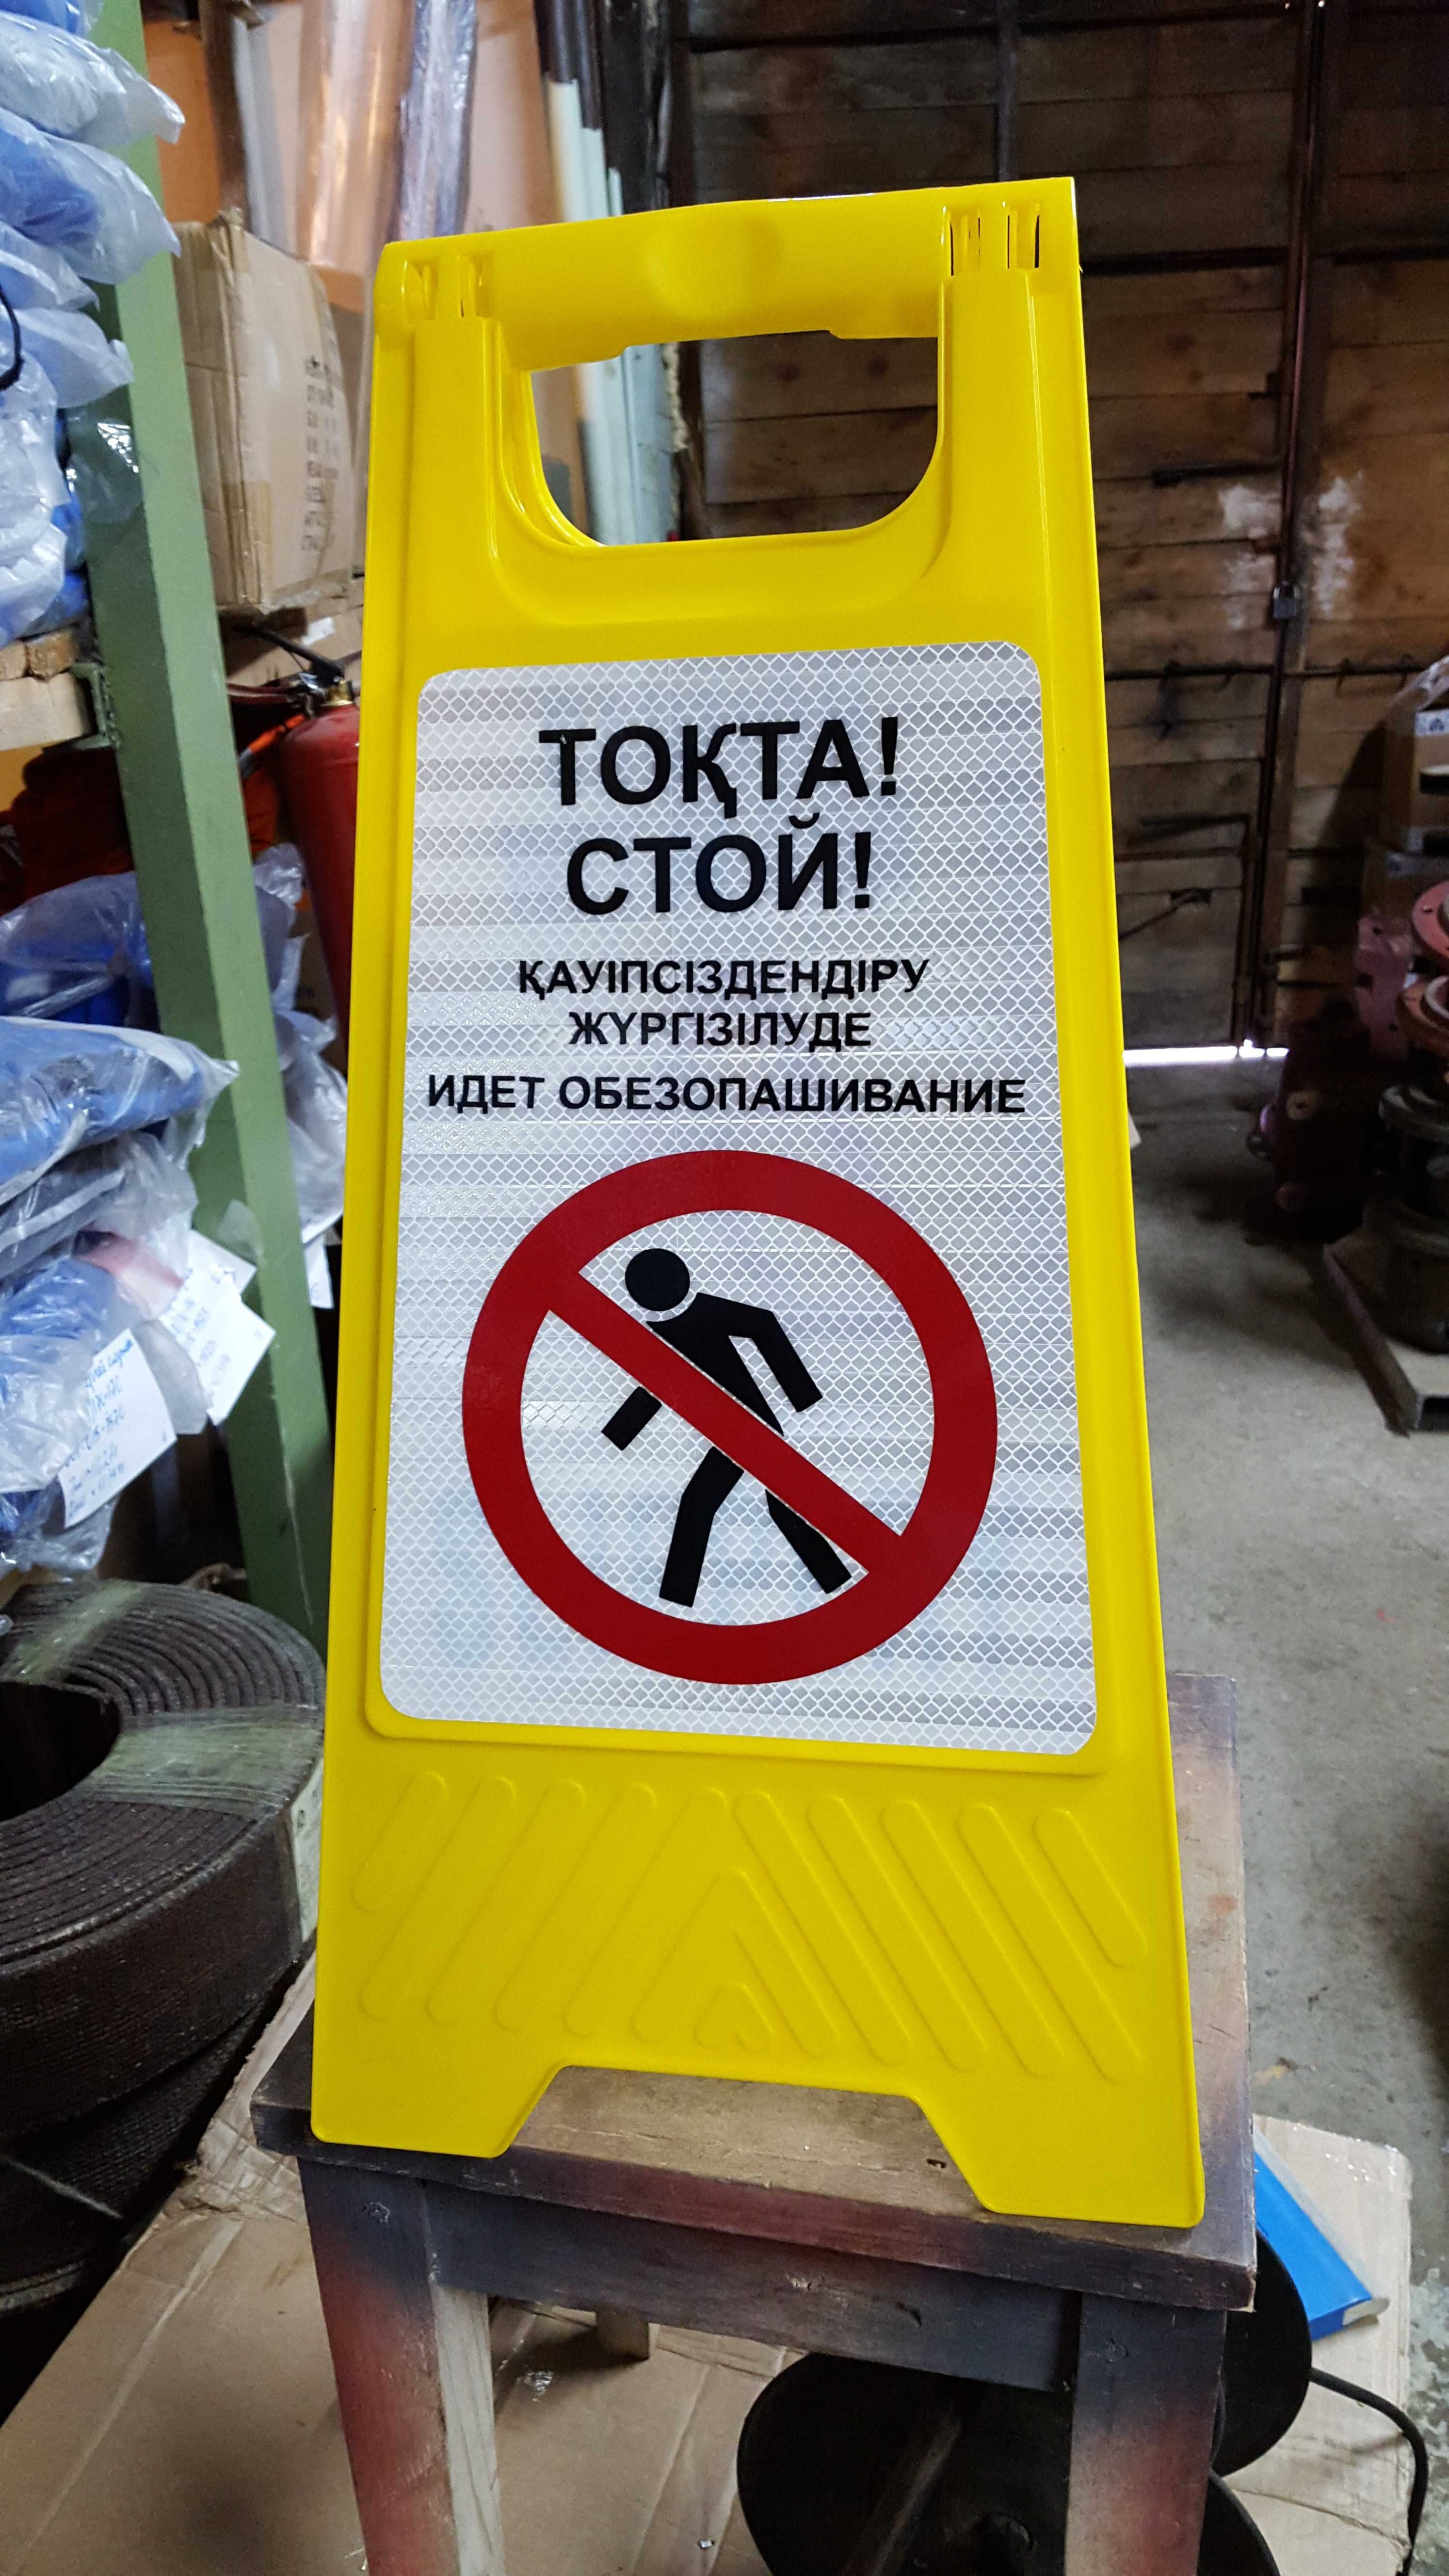 ТОҚТА!
СТОЙ!
ҚАУІПСІЗДЕНДІРУ
ЖҮРГІЗІЛУДЕ
ИДЕТ ОБЕЗОПАШИВАНИЕ